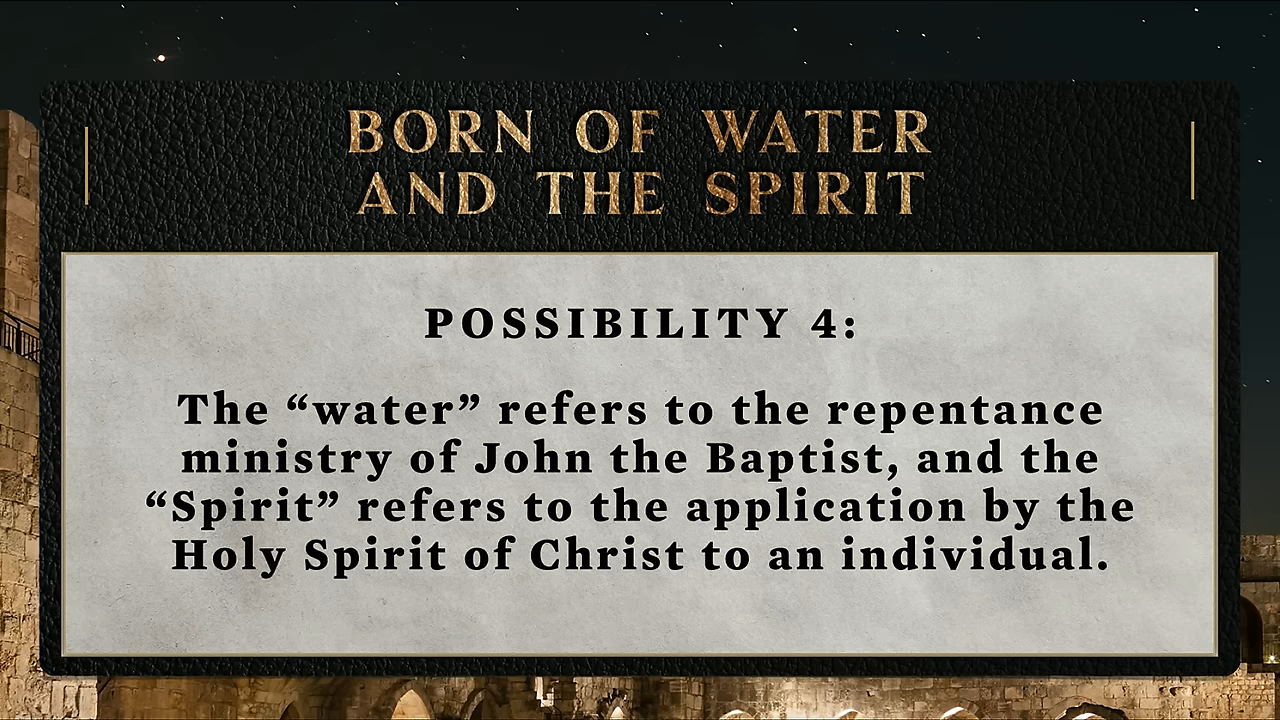 BORN OF WATER
AND THE SPIRIT
POSSIBILITY 4:
The “water” refers to the repentance
ministry of John the Baptist, and the
“Spirit” refers to the application by the
Holy Spirit of Christ to an individual.